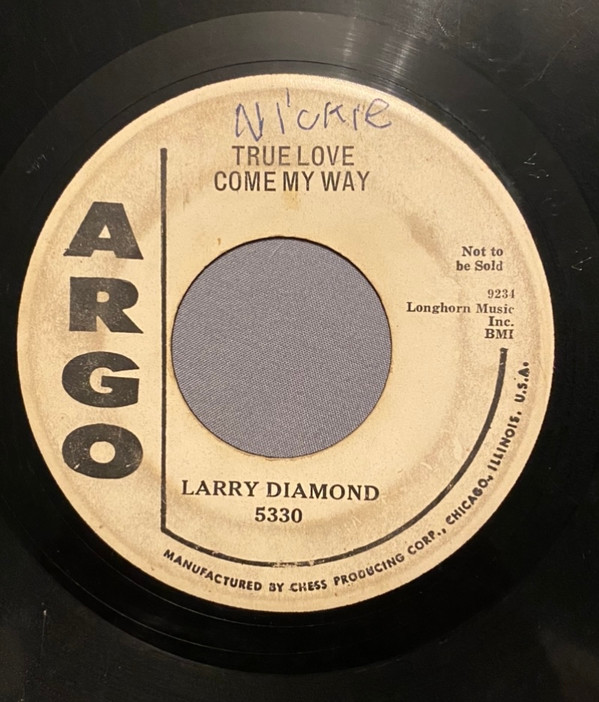 Nickie
TRUE LOVE
COME MY WAY
ARGO
Not to
be Sold
9234
Longhorn Music
Inc.
BMI
LARRY DIAMOND
5330
MANUFACTURED BY CHESS PRODUCING CORP., CHICAGO, ILLINOIS, U.S.A.